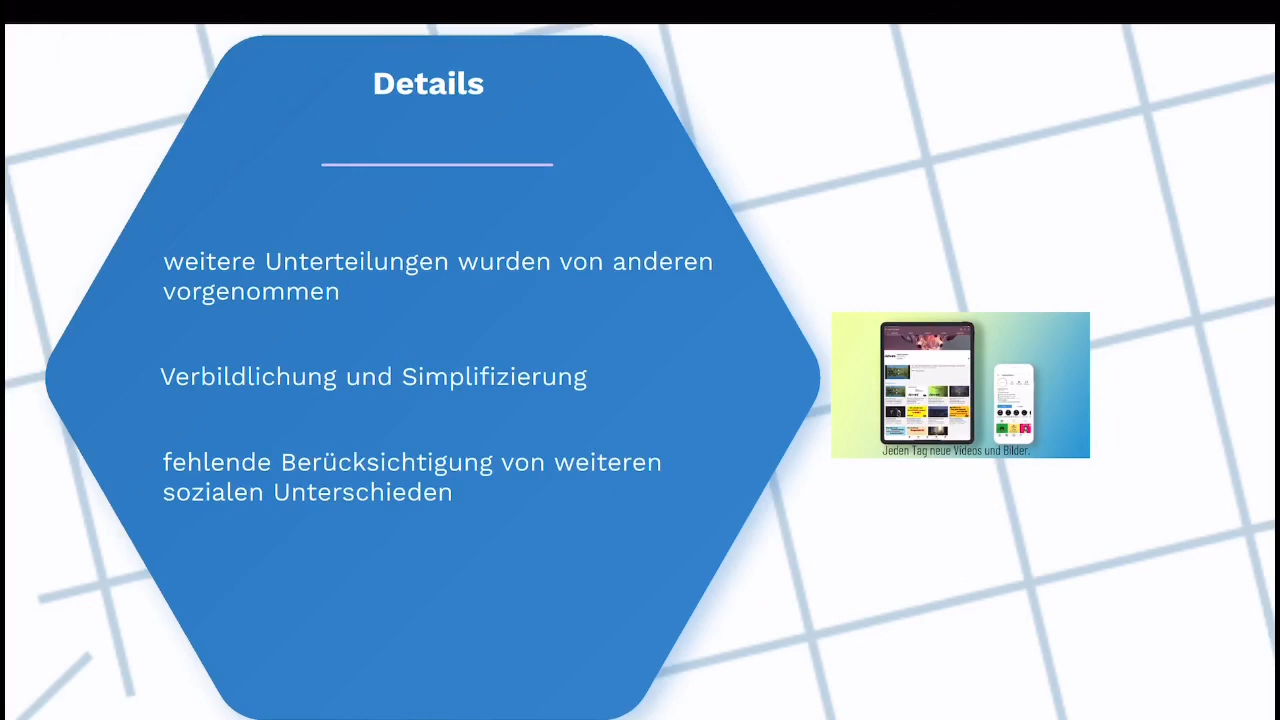 Details
weitere Unterteilungen wurden von anderen
vorgenommen
Verbildlichung und Simplifizierung
fehlende Berücksichtigung von weiteren
sozialen Unterschieden
Jeden Tag neue Videos und Bilder.